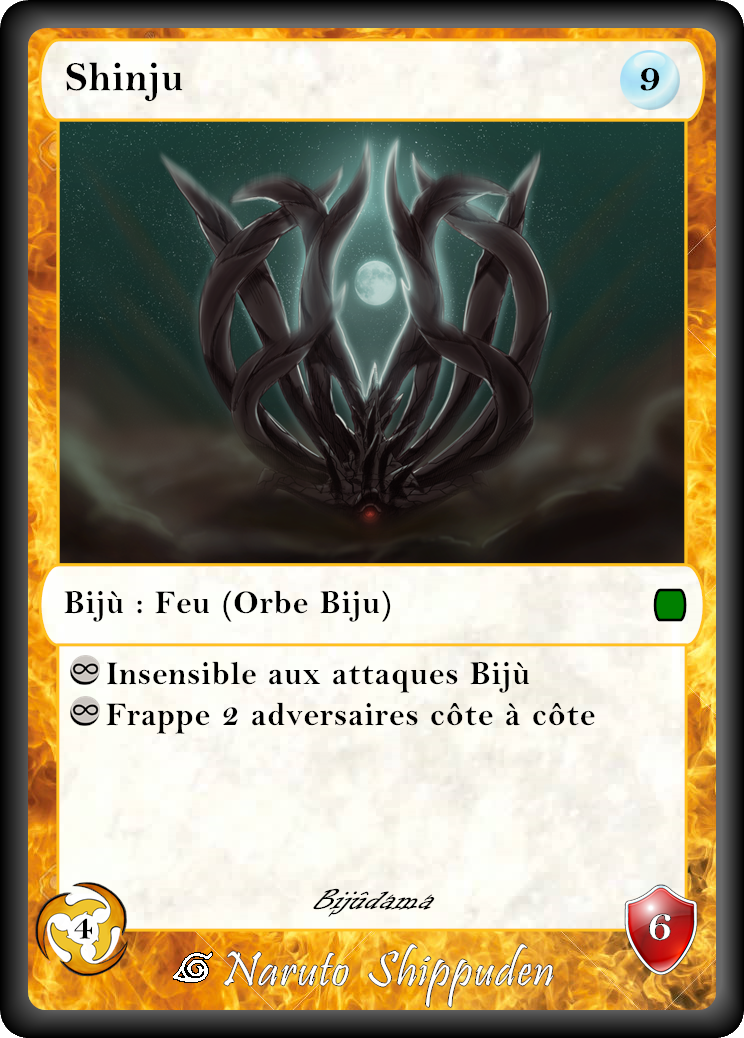 Shinju 9
Bijù : Feu (Orbe Biju)
∞ Insensible aux attaques Bijù
∞ Frappe 2 adversaires côte à côte
Bijûdama
4 6
Naruto Shippuden